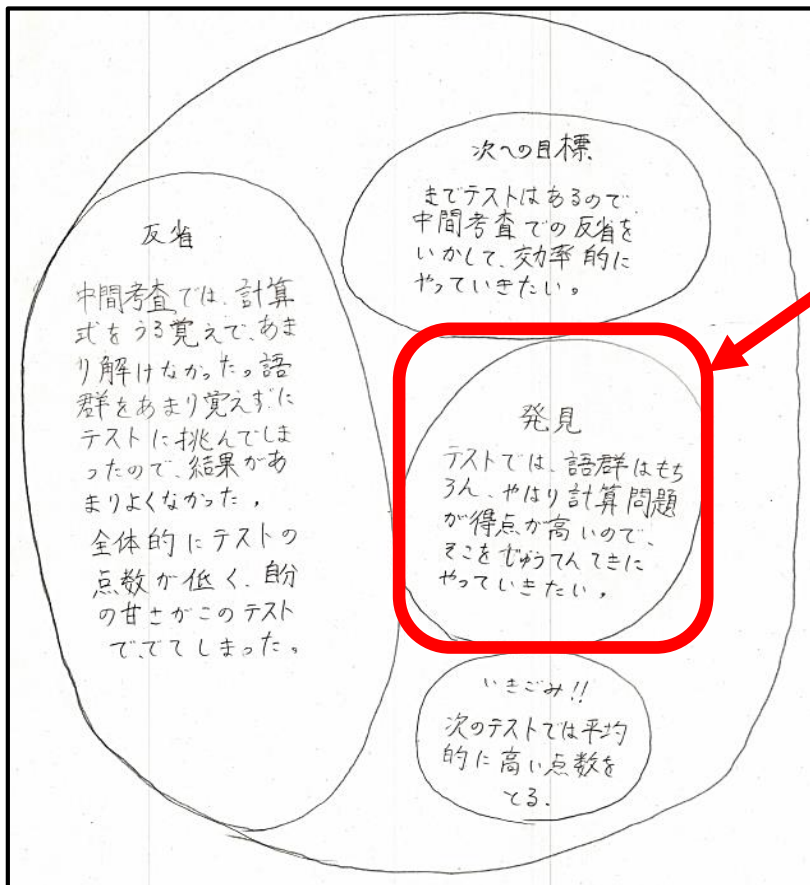 反省
中間考査では、計算
式をうる覚えで、あま
り解けなかった。語
群をあまり覚えずに
テストに挑んでしま
ったので、結果があ
まりよくなかった。
全体的にテストの
点数が低く、自分
の甘さがこのテスト
で、でてしまった。
次への目標
まだテストはあるので
中間考査での反省を
いかして、効率的に
やっていきたい。
発見
テストでは、語群はもち
ろん、やはり計算問題
が得点が高いので、
そこをじゅうてんてきに
やっていきたい。
いきごみ!!
次のテストでは平均
的に高い点数を
とる.